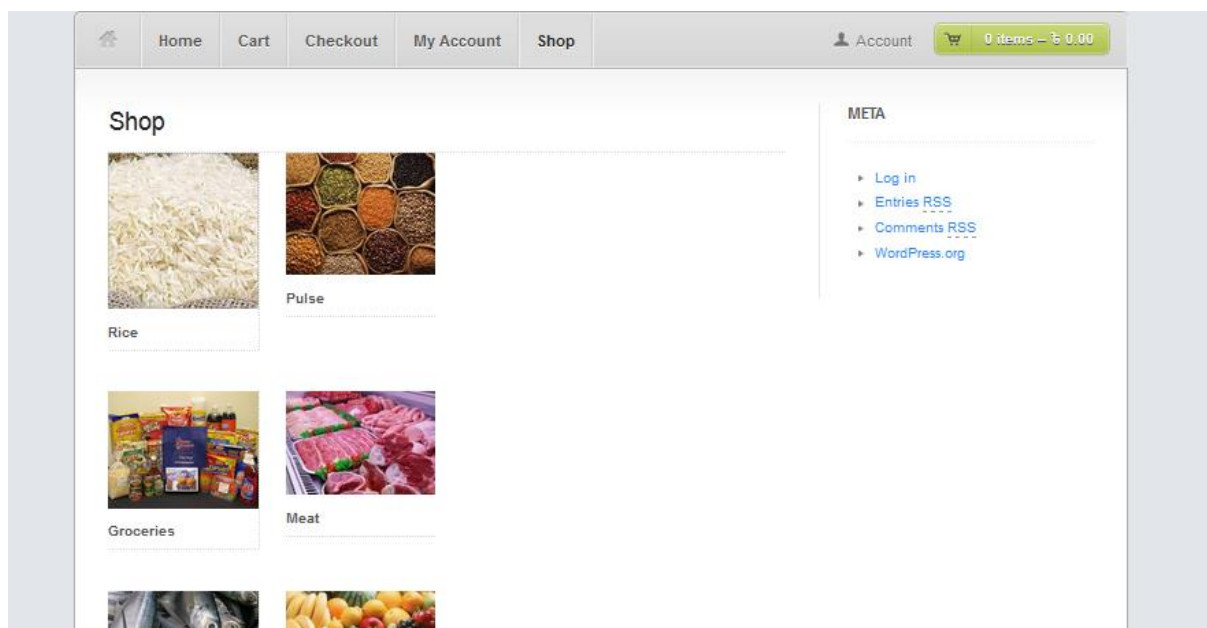 Home Cart Checkout My Account Shop Account 0 items – ৳ 0.00
Shop
META
Log in
Entries RSS
Comments RSS
WordPress.org
Pulse
Rice
Groceries
Meat